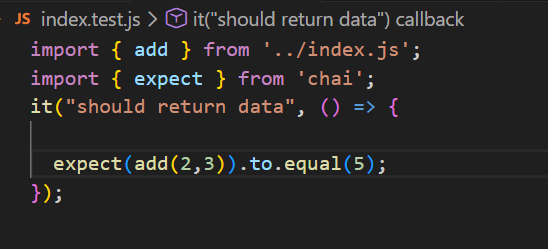 JS index.test.js > it("should return data") callback
import { add } from '../index.js';
import { expect } from 'chai';
it("should return data", () => {
expect(add(2,3)).to.equal(5);
});